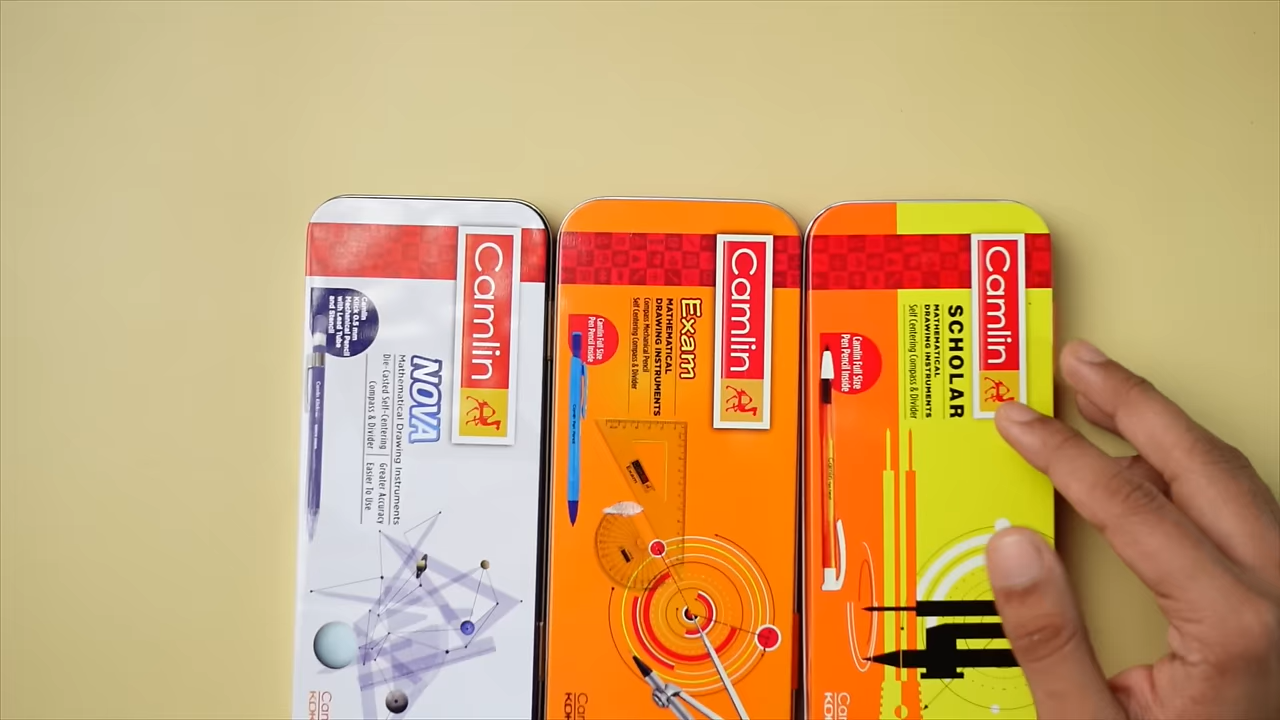 Camlin
NOVA
Mathematical Drawing Instruments
Die-Casted Self-Centering
Compass & Divider
Greater Accuracy
Easier To Use
Camlin
Klick 0.5 mm
Mechanical Pencil
with Lead Tube
and Stencil
Camlin
Exam
MATHEMATICAL
DRAWING INSTRUMENTS
Compass Mechanical Pencil
Self Centering Compass & Divider
Camlin Full Size
Pen Pencil Inside
Exam
Camlin
SCHOLAR
MATHEMATICAL
DRAWING INSTRUMENTS
Self Centering Compass & Divider
Camlin Full Size
Pen Pencil Inside